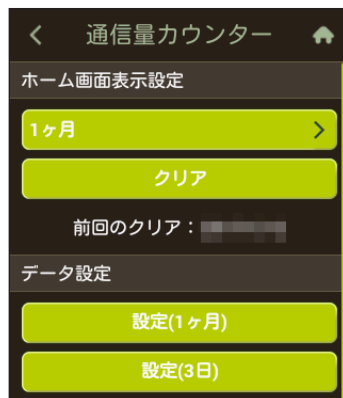 通信量カウンター
ホーム画面表示設定
1ヶ月
クリア
前回のクリア：
データ設定
設定(1ヶ月)
設定(3日)